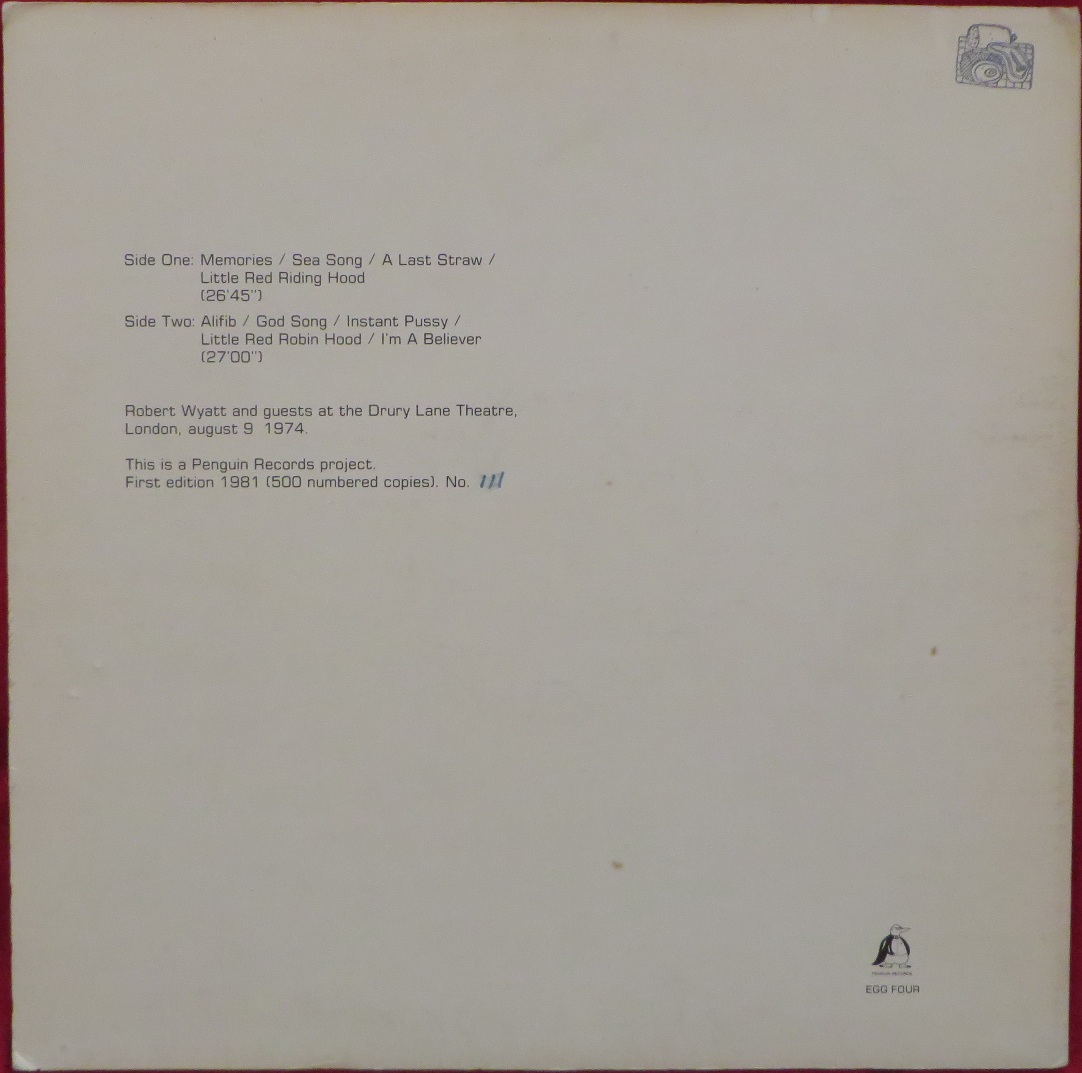 Side One: Memories / Sea Song / A Last Straw /
Little Red Riding Hood
(26'45")
Side Two: Alifib / God Song / Instant Pussy /
Little Red Robin Hood / I'm A Believer
(27'00")
Robert Wyatt and guests at the Drury Lane Theatre,
London, august 9 1974.
This is a Penguin Records project.
First edition 1981 (500 numbered copies). No. 111
PENGUIN RECORDS
EGG FOUR